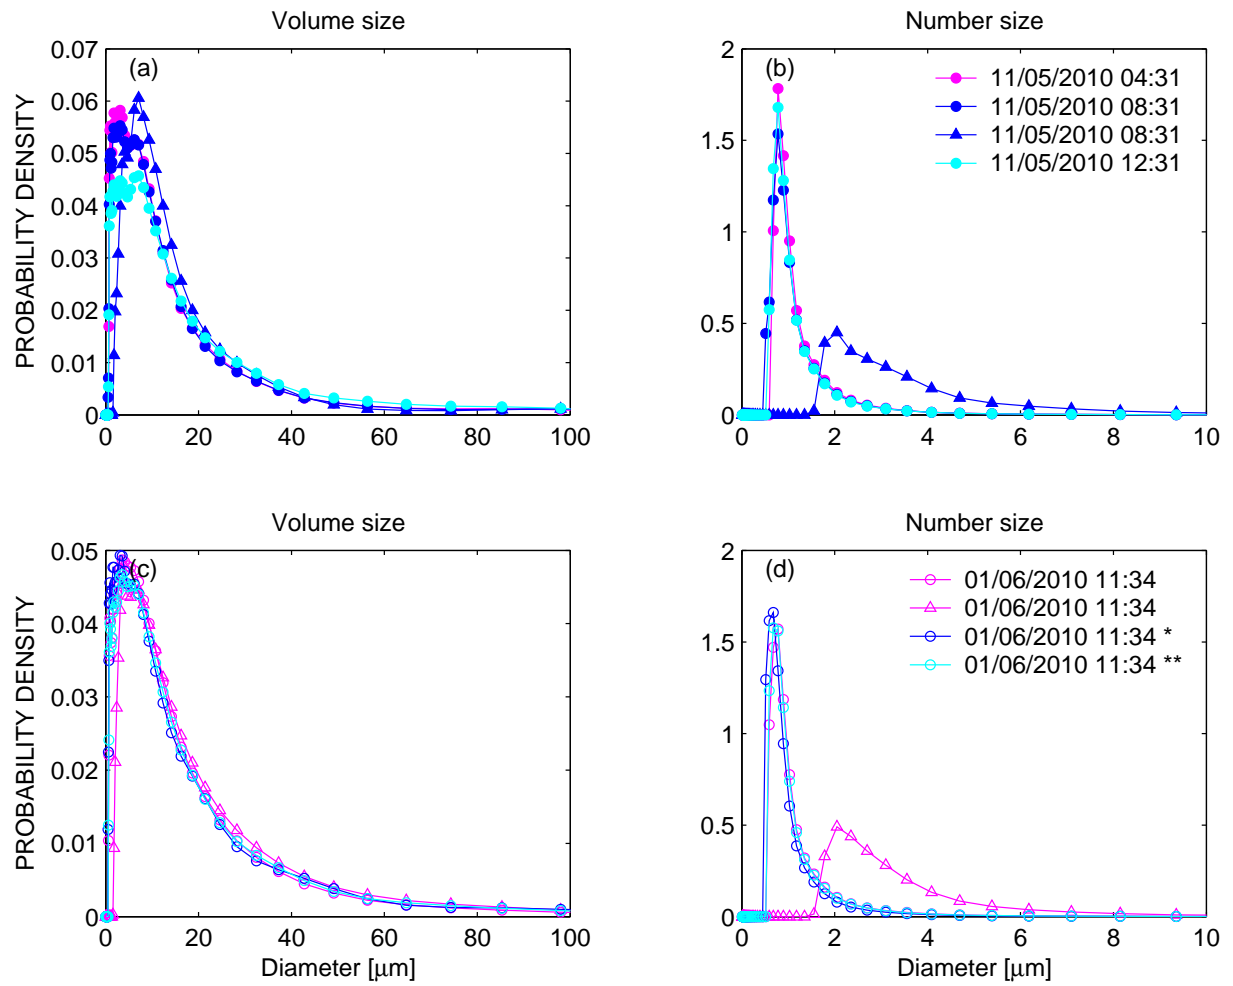 Volume size
Number size
0.07
0.06
0.05
0.04
0.03
0.02
0.01
0
PROBABILITY DENSITY
(a)
0 20 40 60 80 100
2
1.5
1
0.5
0
(b)
11/05/2010 04:31
11/05/2010 08:31
11/05/2010 08:31
11/05/2010 12:31
0 2 4 6 8 10
Volume size
Number size
0.05
0.04
0.03
0.02
0.01
0
PROBABILITY DENSITY
(c)
0 20 40 60 80 100
Diameter [μm]
2
1.5
1
0.5
0
(d)
01/06/2010 11:34
01/06/2010 11:34
01/06/2010 11:34 *
01/06/2010 11:34 **
0 2 4 6 8 10
Diameter [μm]